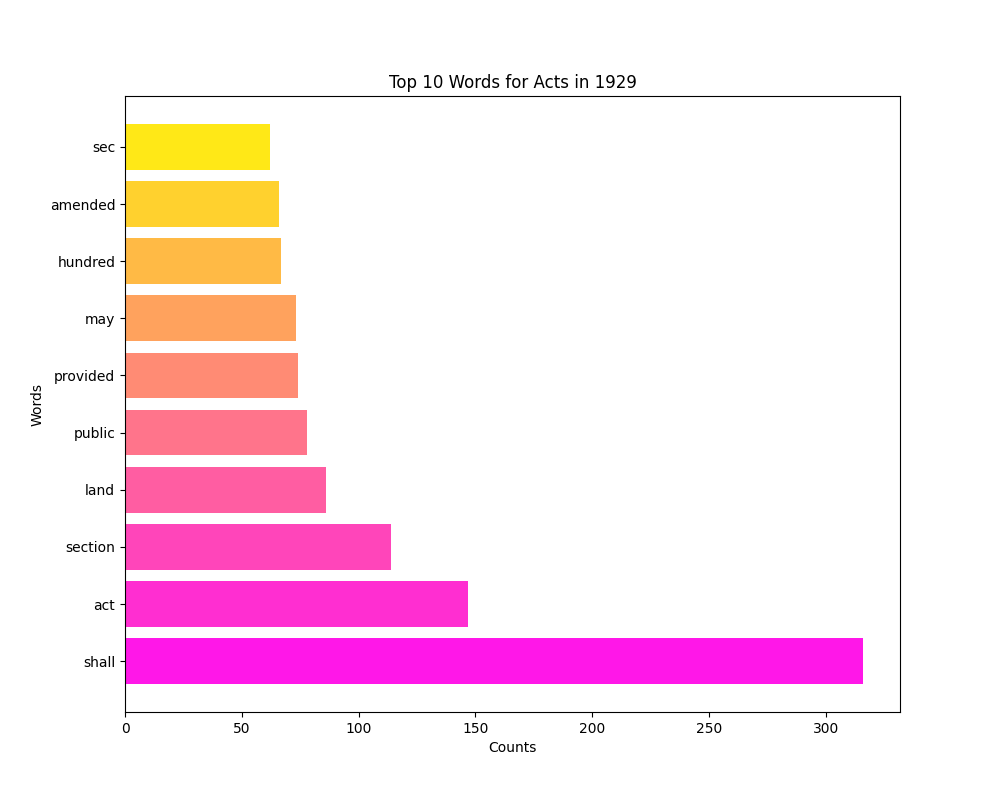 Top 10 Words for Acts in 1929
sec
amended
hundred
may
provided
public
land
section
act
shall
Words
0 50 100 150 200 250 300
Counts